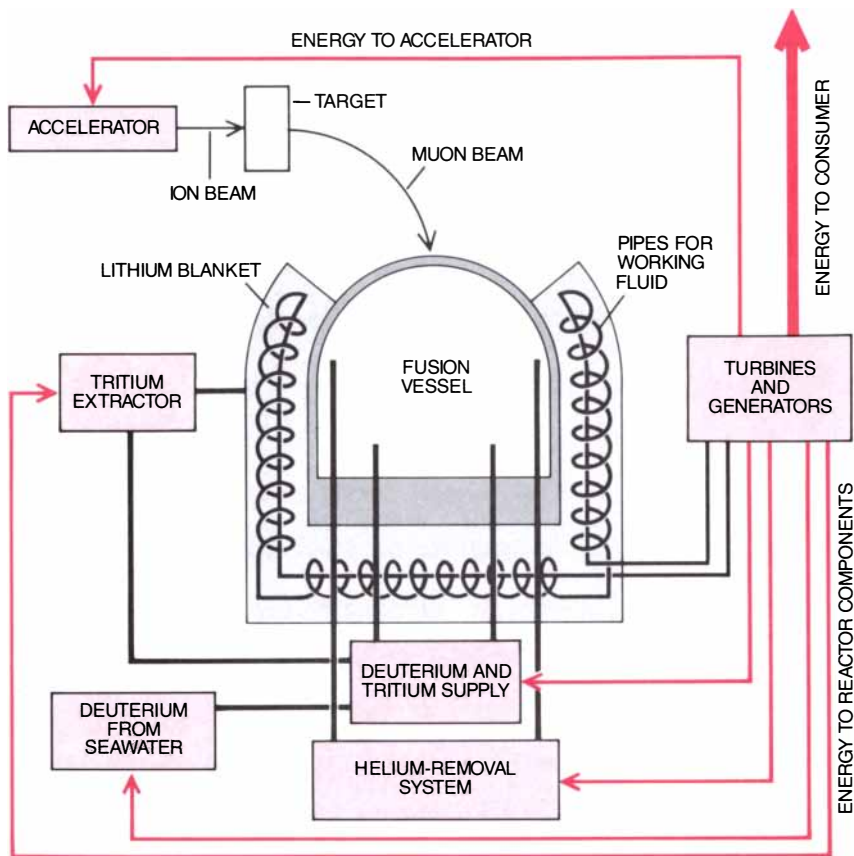 ENERGY TO ACCELERATOR
TARGET
ACCELERATOR
MUON BEAM
ION BEAM
ENERGY TO CONSUMER
PIPES FOR
WORKING
FLUID
LITHIUM BLANKET
TRITIUM
EXTRACTOR
FUSION
VESSEL
TURBINES
AND
GENERATORS
ENERGY TO REACTOR COMPONENTS
DEUTERIUM AND
TRITIUM SUPPLY
DEUTERIUM
FROM
SEAWATER
HELIUM-REMOVAL
SYSTEM